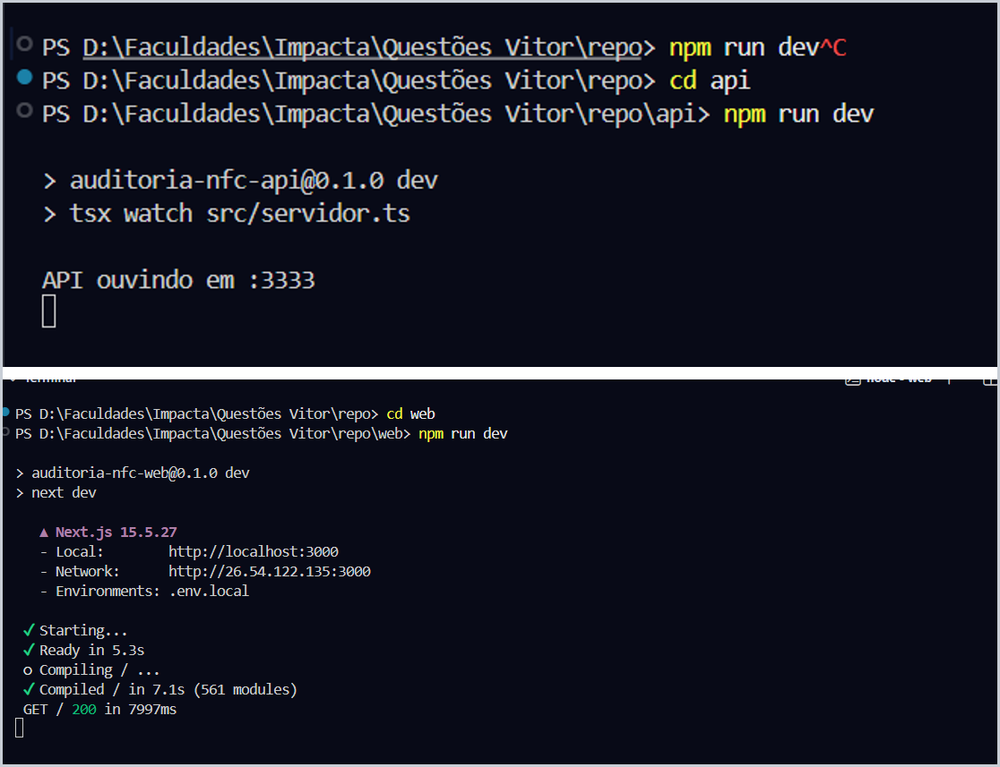 PS D:\Faculdades\Impacta\Questões Vitor\repo> npm run dev^C
PS D:\Faculdades\Impacta\Questões Vitor\repo> cd api
PS D:\Faculdades\Impacta\Questões Vitor\repo\api> npm run dev
> auditoria-nfc-api@0.1.0 dev
> tsx watch src/servidor.ts
API ouvindo em :3333
Terminal node - web
PS D:\Faculdades\Impacta\Questões Vitor\repo> cd web
PS D:\Faculdades\Impacta\Questões Vitor\repo\web> npm run dev
> auditoria-nfc-web@0.1.0 dev
> next dev
▲ Next.js 15.5.27
- Local: http://localhost:3000
- Network: http://26.54.122.135:3000
- Environments: .env.local
✓ Starting...
✓ Ready in 5.3s
○ Compiling / ...
✓ Compiled / in 7.1s (561 modules)
GET / 200 in 7997ms